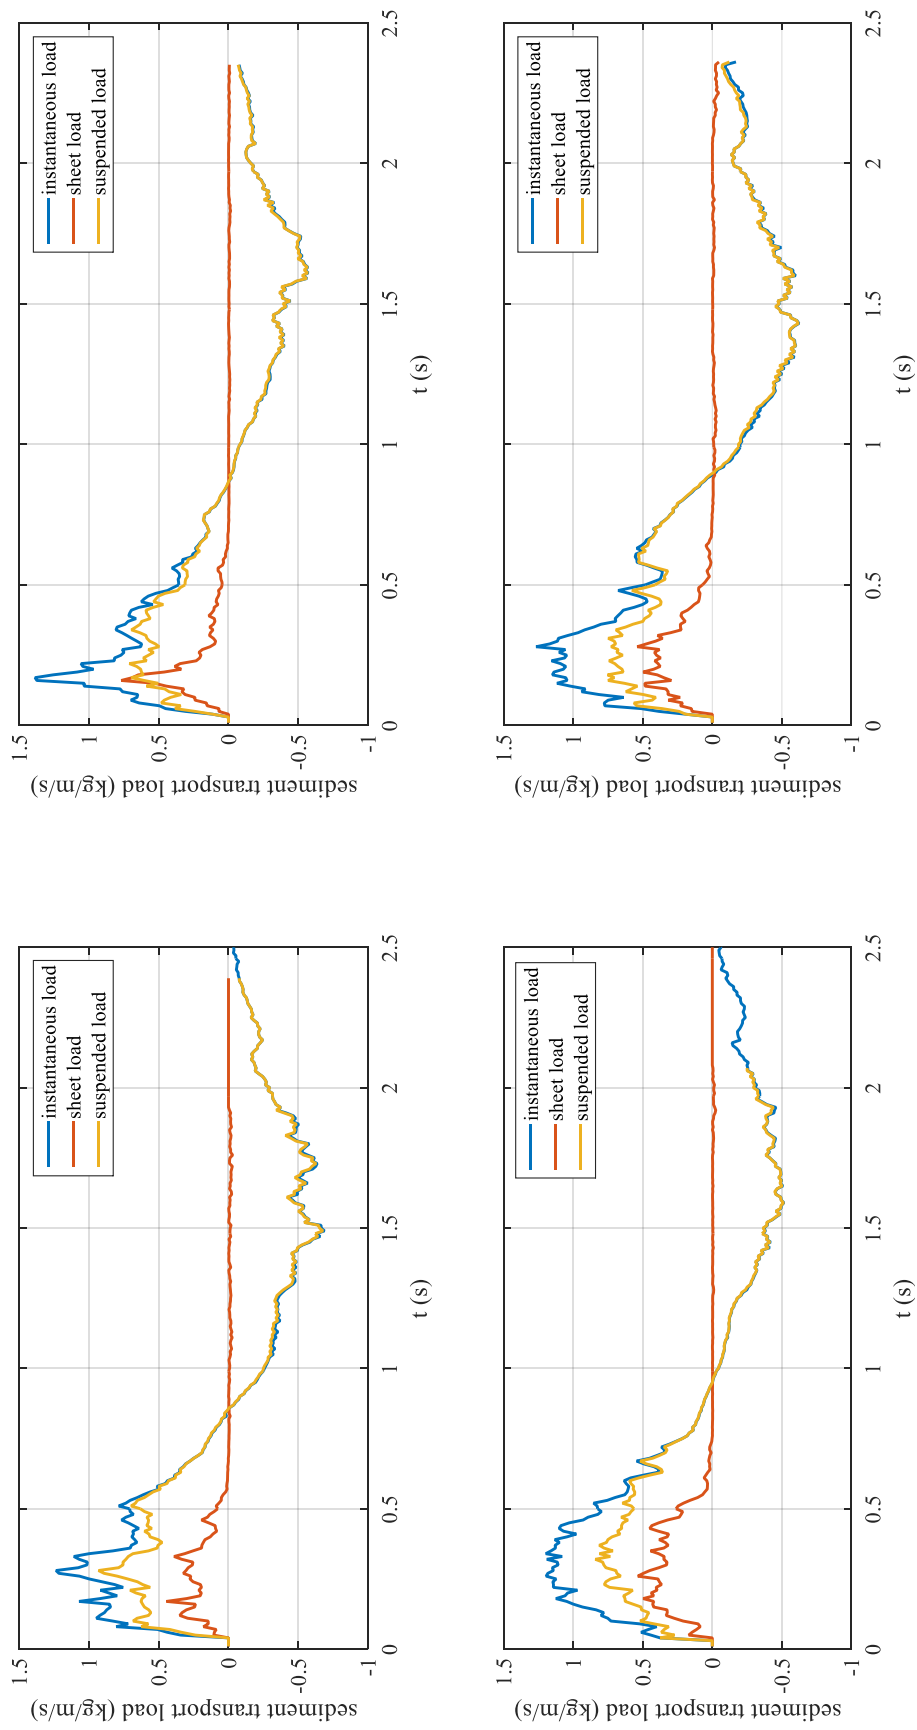 sediment transport load (kg/m/s)
1.5
1
0.5
0
-0.5
-1
instantaneous load
sheet load
suspended load
0 0.5 1 1.5 2 2.5
t (s)
sediment transport load (kg/m/s)
1.5
1
0.5
0
-0.5
-1
instantaneous load
sheet load
suspended load
0 0.5 1 1.5 2 2.5
t (s)
sediment transport load (kg/m/s)
1.5
1
0.5
0
-0.5
-1
instantaneous load
sheet load
suspended load
0 0.5 1 1.5 2 2.5
t (s)
sediment transport load (kg/m/s)
1.5
1
0.5
0
-0.5
-1
instantaneous load
sheet load
suspended load
0 0.5 1 1.5 2 2.5
t (s)